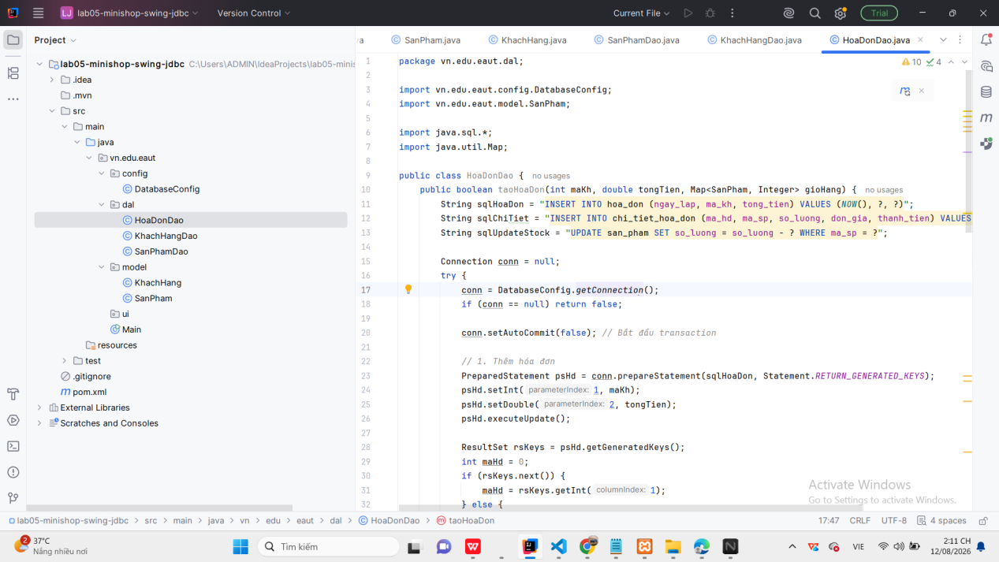 LJ lab05-minishop-swing-jdbc Version Control Current File Trial
Project
lab05-minishop-swing-jdbc C:\Users\ADMIN\IdeaProjects\lab05-minis
.idea
.mvn
src
main
java
vn.edu.eaut
config
DatabaseConfig
dal
HoaDonDao
KhachHangDao
SanPhamDao
model
KhachHang
SanPham
ui
Main
resources
test
.gitignore
pom.xml
External Libraries
Scratches and Consoles
va SanPham.java KhachHang.java SanPhamDao.java KhachHangDao.java HoaDonDao.java
10 4
1 package vn.edu.eaut.dal;
2
3 import vn.edu.eaut.config.DatabaseConfig;
4 import vn.edu.eaut.model.SanPham;
5
6 import java.sql.*;
7 import java.util.Map;
8
9 public class HoaDonDao { no usages
10 public boolean taoHoaDon(int maKh, double tongTien, Map<SanPham, Integer> gioHang) { no usages
11 String sqlHoaDon = "INSERT INTO hoa_don (ngay_lap, ma_kh, tong_tien) VALUES (NOW(), ?, ?)";
12 String sqlChiTiet = "INSERT INTO chi_tiet_hoa_don (ma_hd, ma_sp, so_luong, don_gia, thanh_tien) VALUES
13 String sqlUpdateStock = "UPDATE san_pham SET so_luong = so_luong - ? WHERE ma_sp = ?";
14
15 Connection conn = null;
16 try {
17 conn = DatabaseConfig.getConnection();
18 if (conn == null) return false;
19
20 conn.setAutoCommit(false); // Bắt đầu transaction
21
22 // 1. Thêm hóa đơn
23 PreparedStatement psHd = conn.prepareStatement(sqlHoaDon, Statement.RETURN_GENERATED_KEYS);
24 psHd.setInt( parameterIndex: 1, maKh);
25 psHd.setDouble( parameterIndex: 2, tongTien);
26 psHd.executeUpdate();
27
28 ResultSet rsKeys = psHd.getGeneratedKeys();
29 int maHd = 0;
30 if (rsKeys.next()) {
31 maHd = rsKeys.getInt( columnIndex: 1);
32 } else {
Activate Windows
Go to Settings to activate Windows.
lab05-minishop-swing-jdbc > src > main > java > vn > edu > eaut > dal > HoaDonDao > taoHoaDon 17:47 CRLF UTF-8 4 spaces
2 37°C
Nắng nhiều nơi
Tìm kiếm
VIE
2:11 CH
12/08/2026